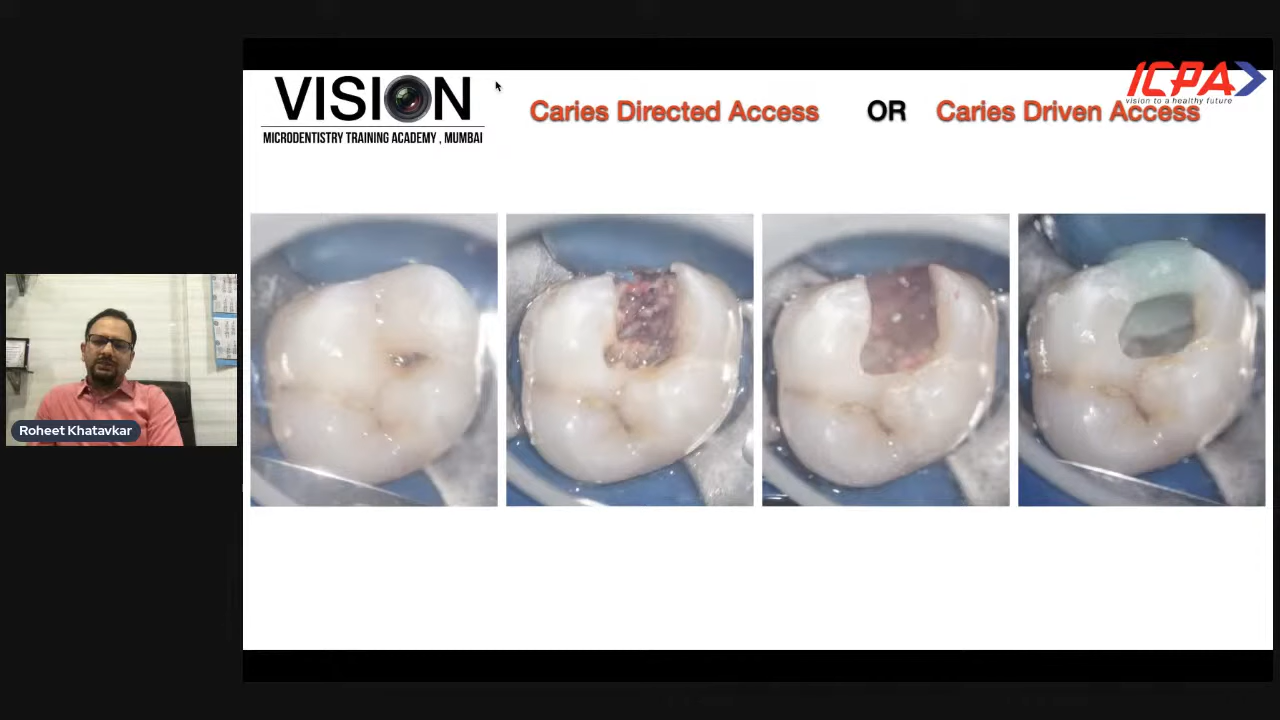 VISION
MICRODENTISTRY TRAINING ACADEMY , MUMBAI
Caries Directed Access OR Caries Driven Access
ICPA
vision to a healthy future
Roheet Khatavkar